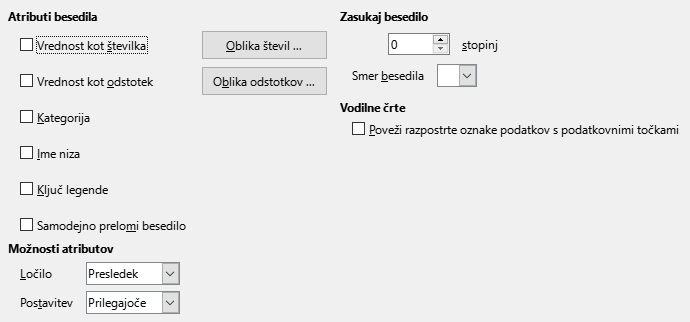 Atributi besedila
Vrednost kot številka
Oblika števil ...
Vrednost kot odstotek
Oblika odstotkov ...
Kategorija
Ime niza
Ključ legende
Samodejno prelomi besedilo
Možnosti atributov
Ločilo
Presledek
Postavitev
Prilegajoče
Zasukaj besedilo
0 stopinj
Smer besedila
Vodilne črte
Poveži razpostrte oznake podatkov s podatkovnimi točkami